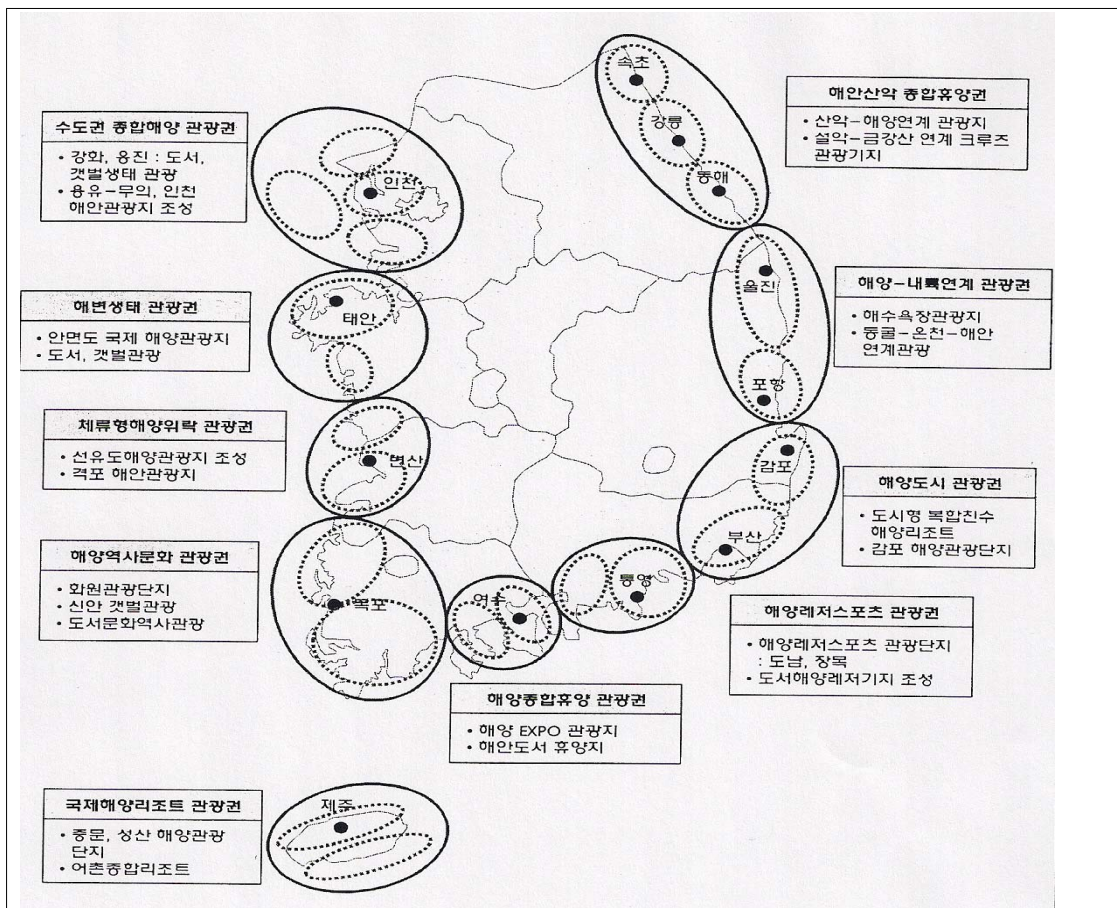 수도권 종합해양 관광권
• 강화, 옹진 : 도서,
갯벌생태 관광
• 용유-무의, 인천
해안관광지 조성
해변생태 관광권
• 안면도 국제 해양관광지
• 도서, 갯벌관광
체류형해양위락 관광권
• 선유도해양관광지 조성
• 격포 해안관광지
해양역사문화 관광권
• 화원관광단지
• 신안 갯벌관광
• 도서문화역사관광
국제해양리조트 관광권
• 중문, 성산 해양관광
단지
• 어촌종합리조트
인천
태안
변산
목포
제주
여수
통영
부산
감포
포항
울진
동해
강릉
속초
해안산악 종합휴양권
• 산악-해양연계 관광지
• 설악-금강산 연계 크루즈
관광기지
해양-내륙연계 관광권
• 해수욕장관광지
• 동굴-온천-해안
연계관광
해양도시 관광권
• 도시형 복합친수
해양리조트
• 감포 해양관광단지
해양레저스포츠 관광권
• 해양레저스포츠 관광단지
: 도남, 장목
• 도서해양레저기지 조성
해양종합휴양 관광권
• 해양 EXPO 관광지
• 해안도서 휴양지